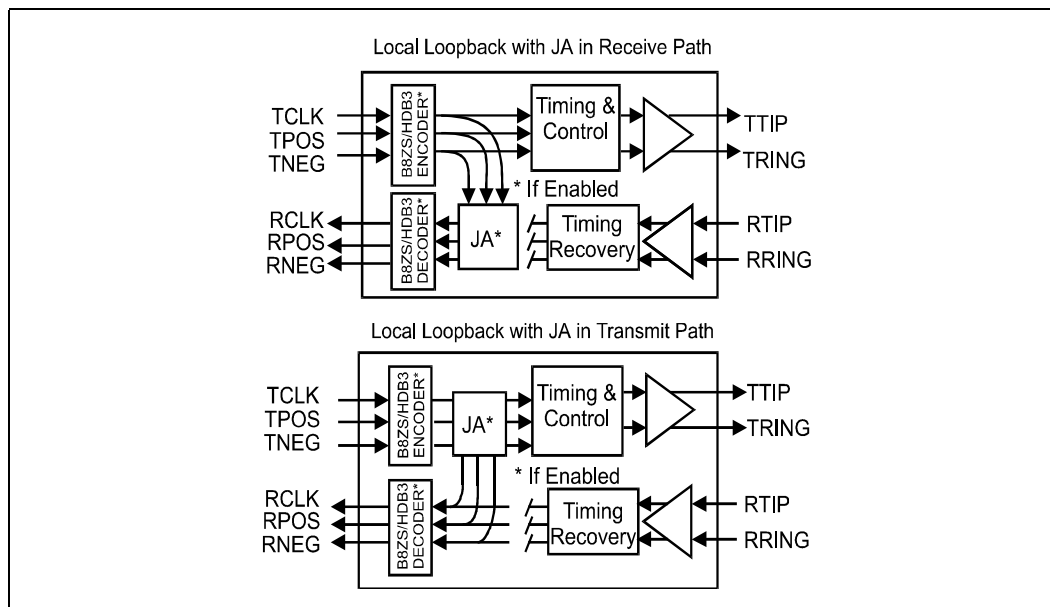 Local Loopback with JA in Receive Path
TCLK
TPOS
TNEG
B8ZS/HDB3
ENCODER*
Timing &
Control
TTIP
TRING
* If Enabled
RCLK
RPOS
RNEG
B8ZS/HDB3
DECODER*
JA*
Timing
Recovery
RTIP
RRING
Local Loopback with JA in Transmit Path
TCLK
TPOS
TNEG
B8ZS/HDB3
ENCODER*
JA*
Timing &
Control
TTIP
TRING
* If Enabled
RCLK
RPOS
RNEG
B8ZS/HDB3
DECODER*
Timing
Recovery
RTIP
RRING